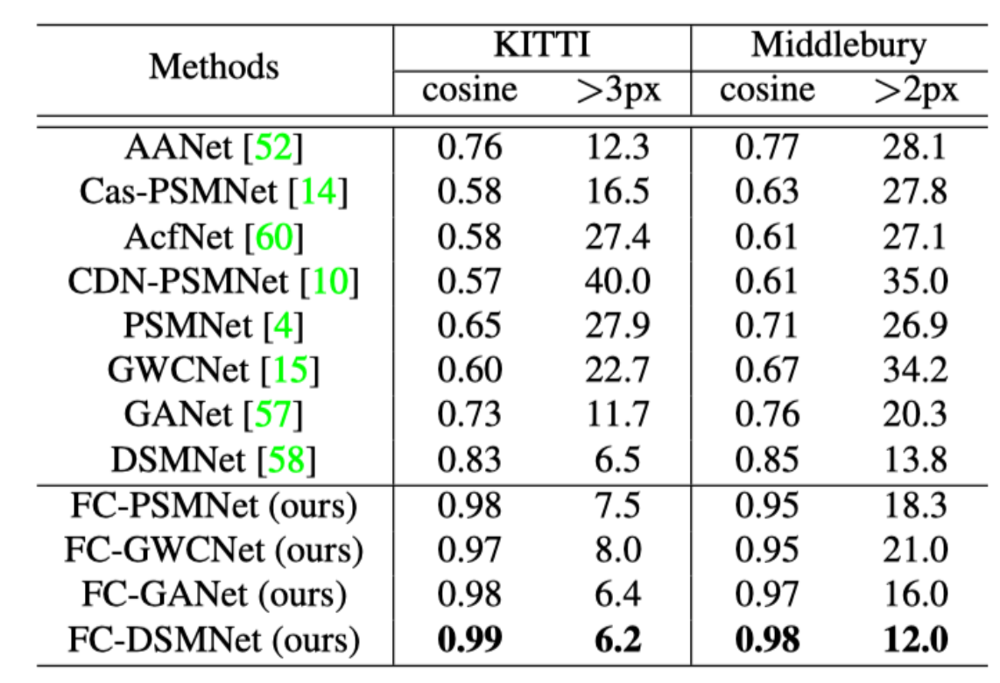 Methods KITTI Middlebury
cosine >3px cosine >2px
AANet [52] 0.76 12.3 0.77 28.1
Cas-PSMNet [14] 0.58 16.5 0.63 27.8
AcfNet [60] 0.58 27.4 0.61 27.1
CDN-PSMNet [10] 0.57 40.0 0.61 35.0
PSMNet [4] 0.65 27.9 0.71 26.9
GWCNet [15] 0.60 22.7 0.67 34.2
GANet [57] 0.73 11.7 0.76 20.3
DSMNet [58] 0.83 6.5 0.85 13.8
FC-PSMNet (ours) 0.98 7.5 0.95 18.3
FC-GWCNet (ours) 0.97 8.0 0.95 21.0
FC-GANet (ours) 0.98 6.4 0.97 16.0
FC-DSMNet (ours) 0.99 6.2 0.98 12.0